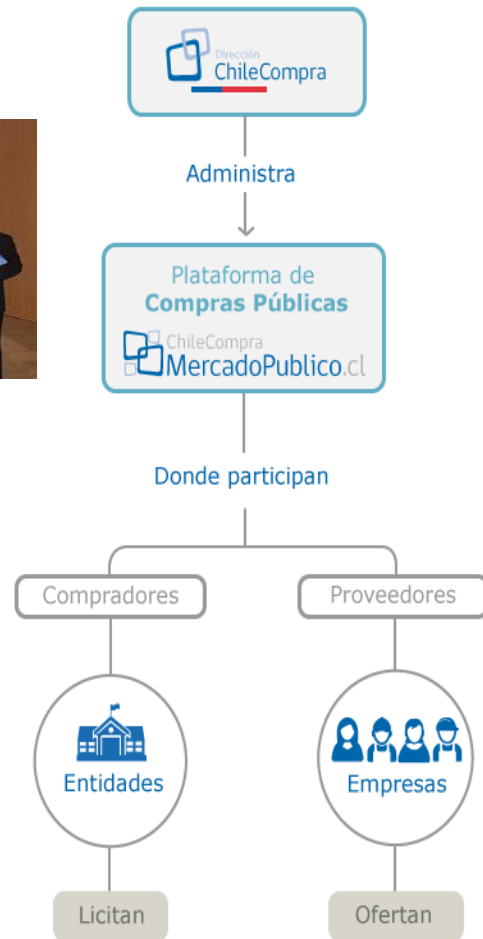 Dirección
ChileCompra
Administra
Plataforma de
Compras Públicas
ChileCompra
MercadoPublico.cl
Donde participan
Compradores
Proveedores
Entidades
Empresas
Licitan
Ofertan